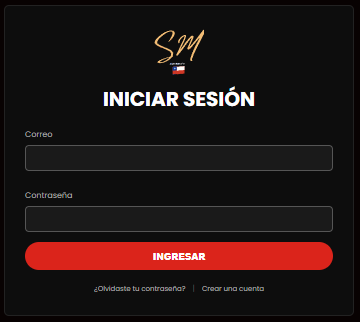 SM
INICIAR SESIÓN
Correo
Contraseña
INGRESAR
¿Olvidaste tu contraseña? | Crear una cuenta